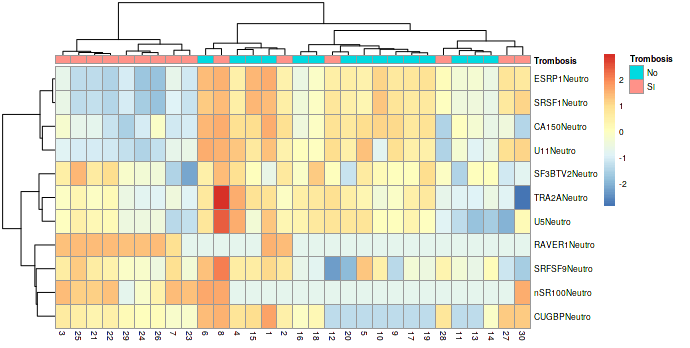 Trombosis
Trombosis
No
Si
ESRP1Neutro
SRSF1Neutro
CA150Neutro
U11Neutro
SF3BTV2Neutro
TRA2ANeutro
U5Neutro
RAVER1Neutro
SRFSF9Neutro
nSR100Neutro
CUGBPNeutro
2
1
0
-1
-2
3 25 21 22 29 24 26 7 23 6 8 4 15 1 2 16 18 12 20 5 10 9 17 19 28 11 13 14 27 30